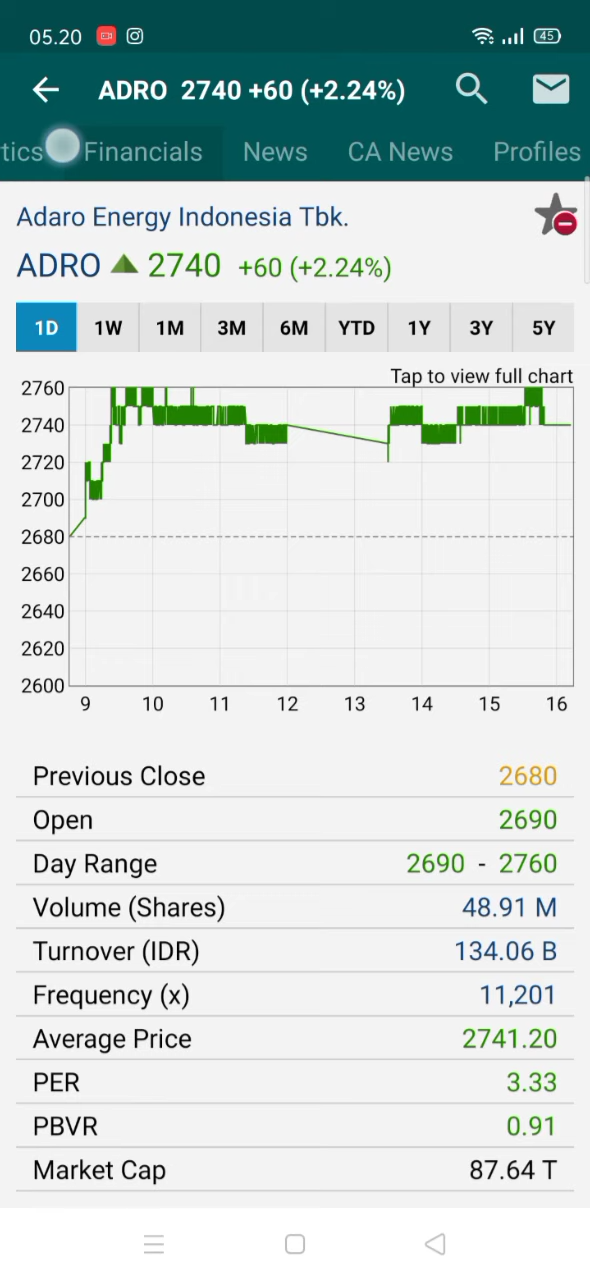 05.20 45
ADRO 2740 +60 (+2.24%)
tics Financials News CA News Profiles
Adaro Energy Indonesia Tbk.
ADRO 2740 +60 (+2.24%)
1D 1W 1M 3M 6M YTD 1Y 3Y 5Y
Tap to view full chart
2760
2740
2720
2700
2680
2660
2640
2620
2600
9 10 11 12 13 14 15 16
Previous Close 2680
Open 2690
Day Range 2690 - 2760
Volume (Shares) 48.91 M
Turnover (IDR) 134.06 B
Frequency (x) 11,201
Average Price 2741.20
PER 3.33
PBVR 0.91
Market Cap 87.64 T